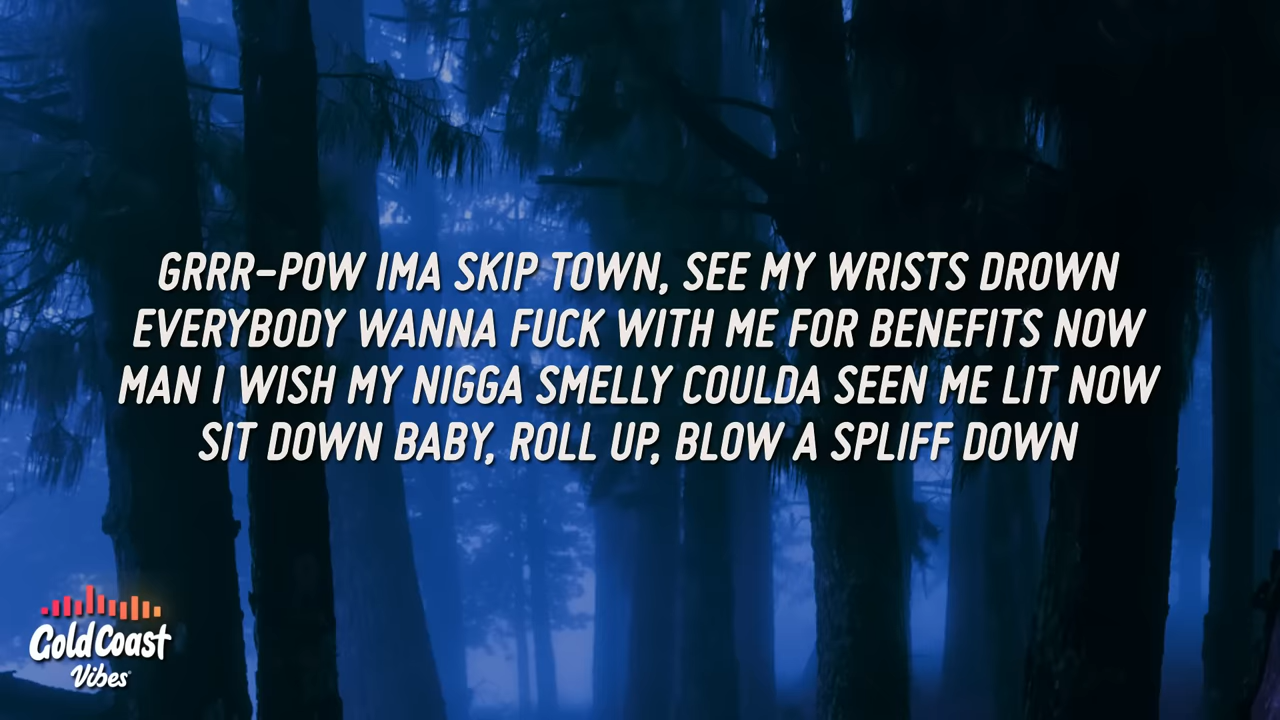 GRRR-POW IMA SKIP TOWN, SEE MY WRISTS DROWN
EVERYBODY WANNA FUCK WITH ME FOR BENEFITS NOW
MAN I WISH MY NIGGA SMELLY COULDA SEEN ME LIT NOW
SIT DOWN BABY, ROLL UP, BLOW A SPLIFF DOWN
Gold Coast
Vibes